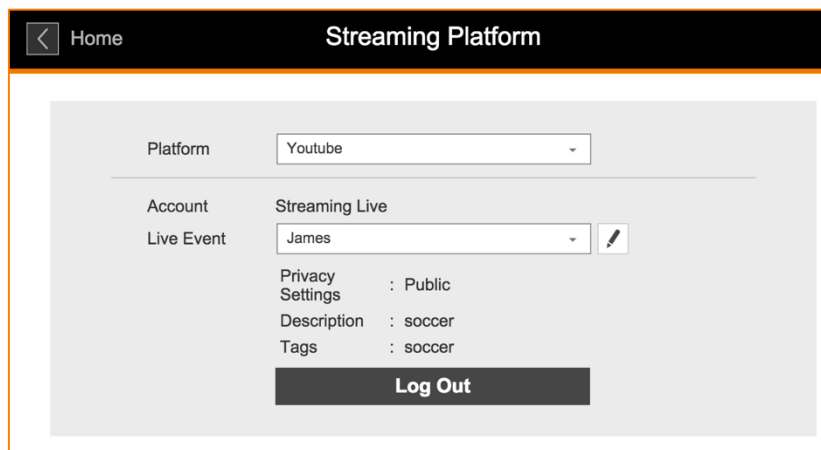 Home
Streaming Platform
Platform
Youtube
Account
Streaming Live
Live Event
James
Privacy
Settings
: Public
Description : soccer
Tags : soccer
Log Out